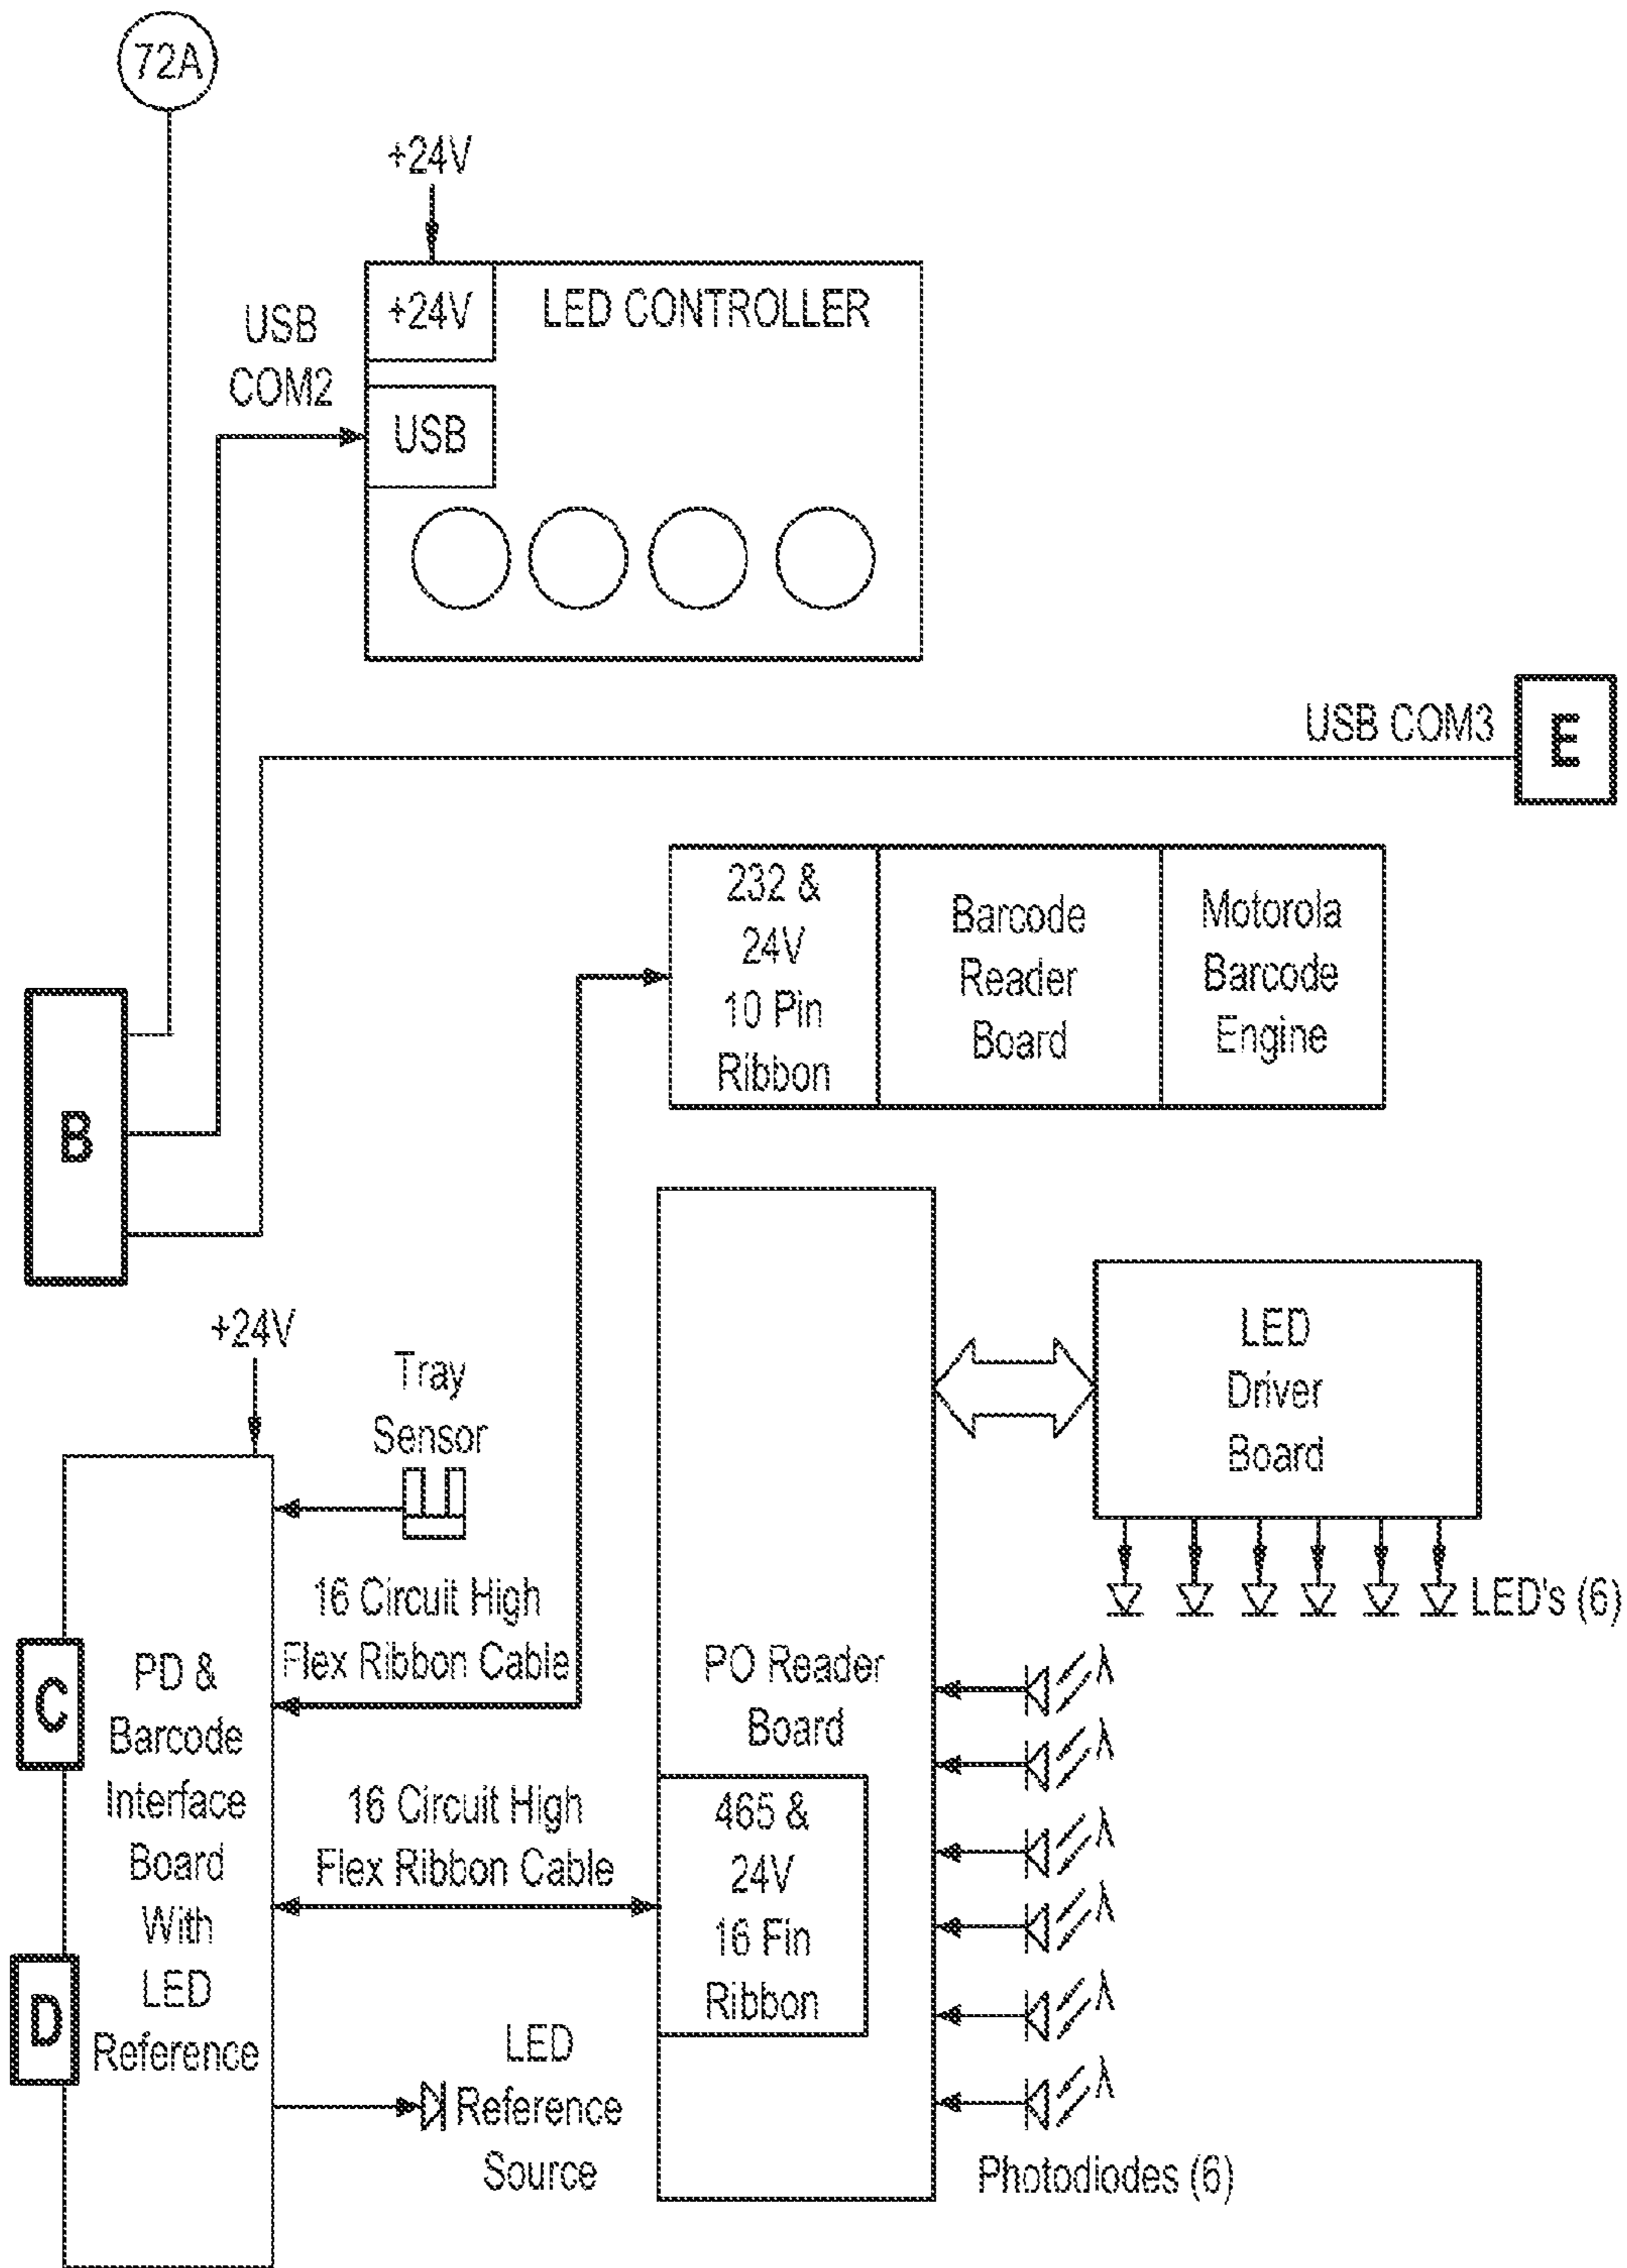 72A
+24V
+24V
LED CONTROLLER
USB
COM2
USB
USB COM3
E
232 &
24V
10 Pin
Ribbon
Barcode
Reader
Board
Motorola
Barcode
Engine
B
+24V
Tray
Sensor
LED
Driver
Board
LED's (6)
16 Circuit High
Flex Ribbon Cable
C
D
PD &
Barcode
Interface
Board
With
LED
Reference
PO Reader
Board
16 Circuit High
Flex Ribbon Cable
465 &
24V
16 Fin
Ribbon
λ
λ
λ
λ
λ
λ
LED
Reference
Source
Photodiodes (6)